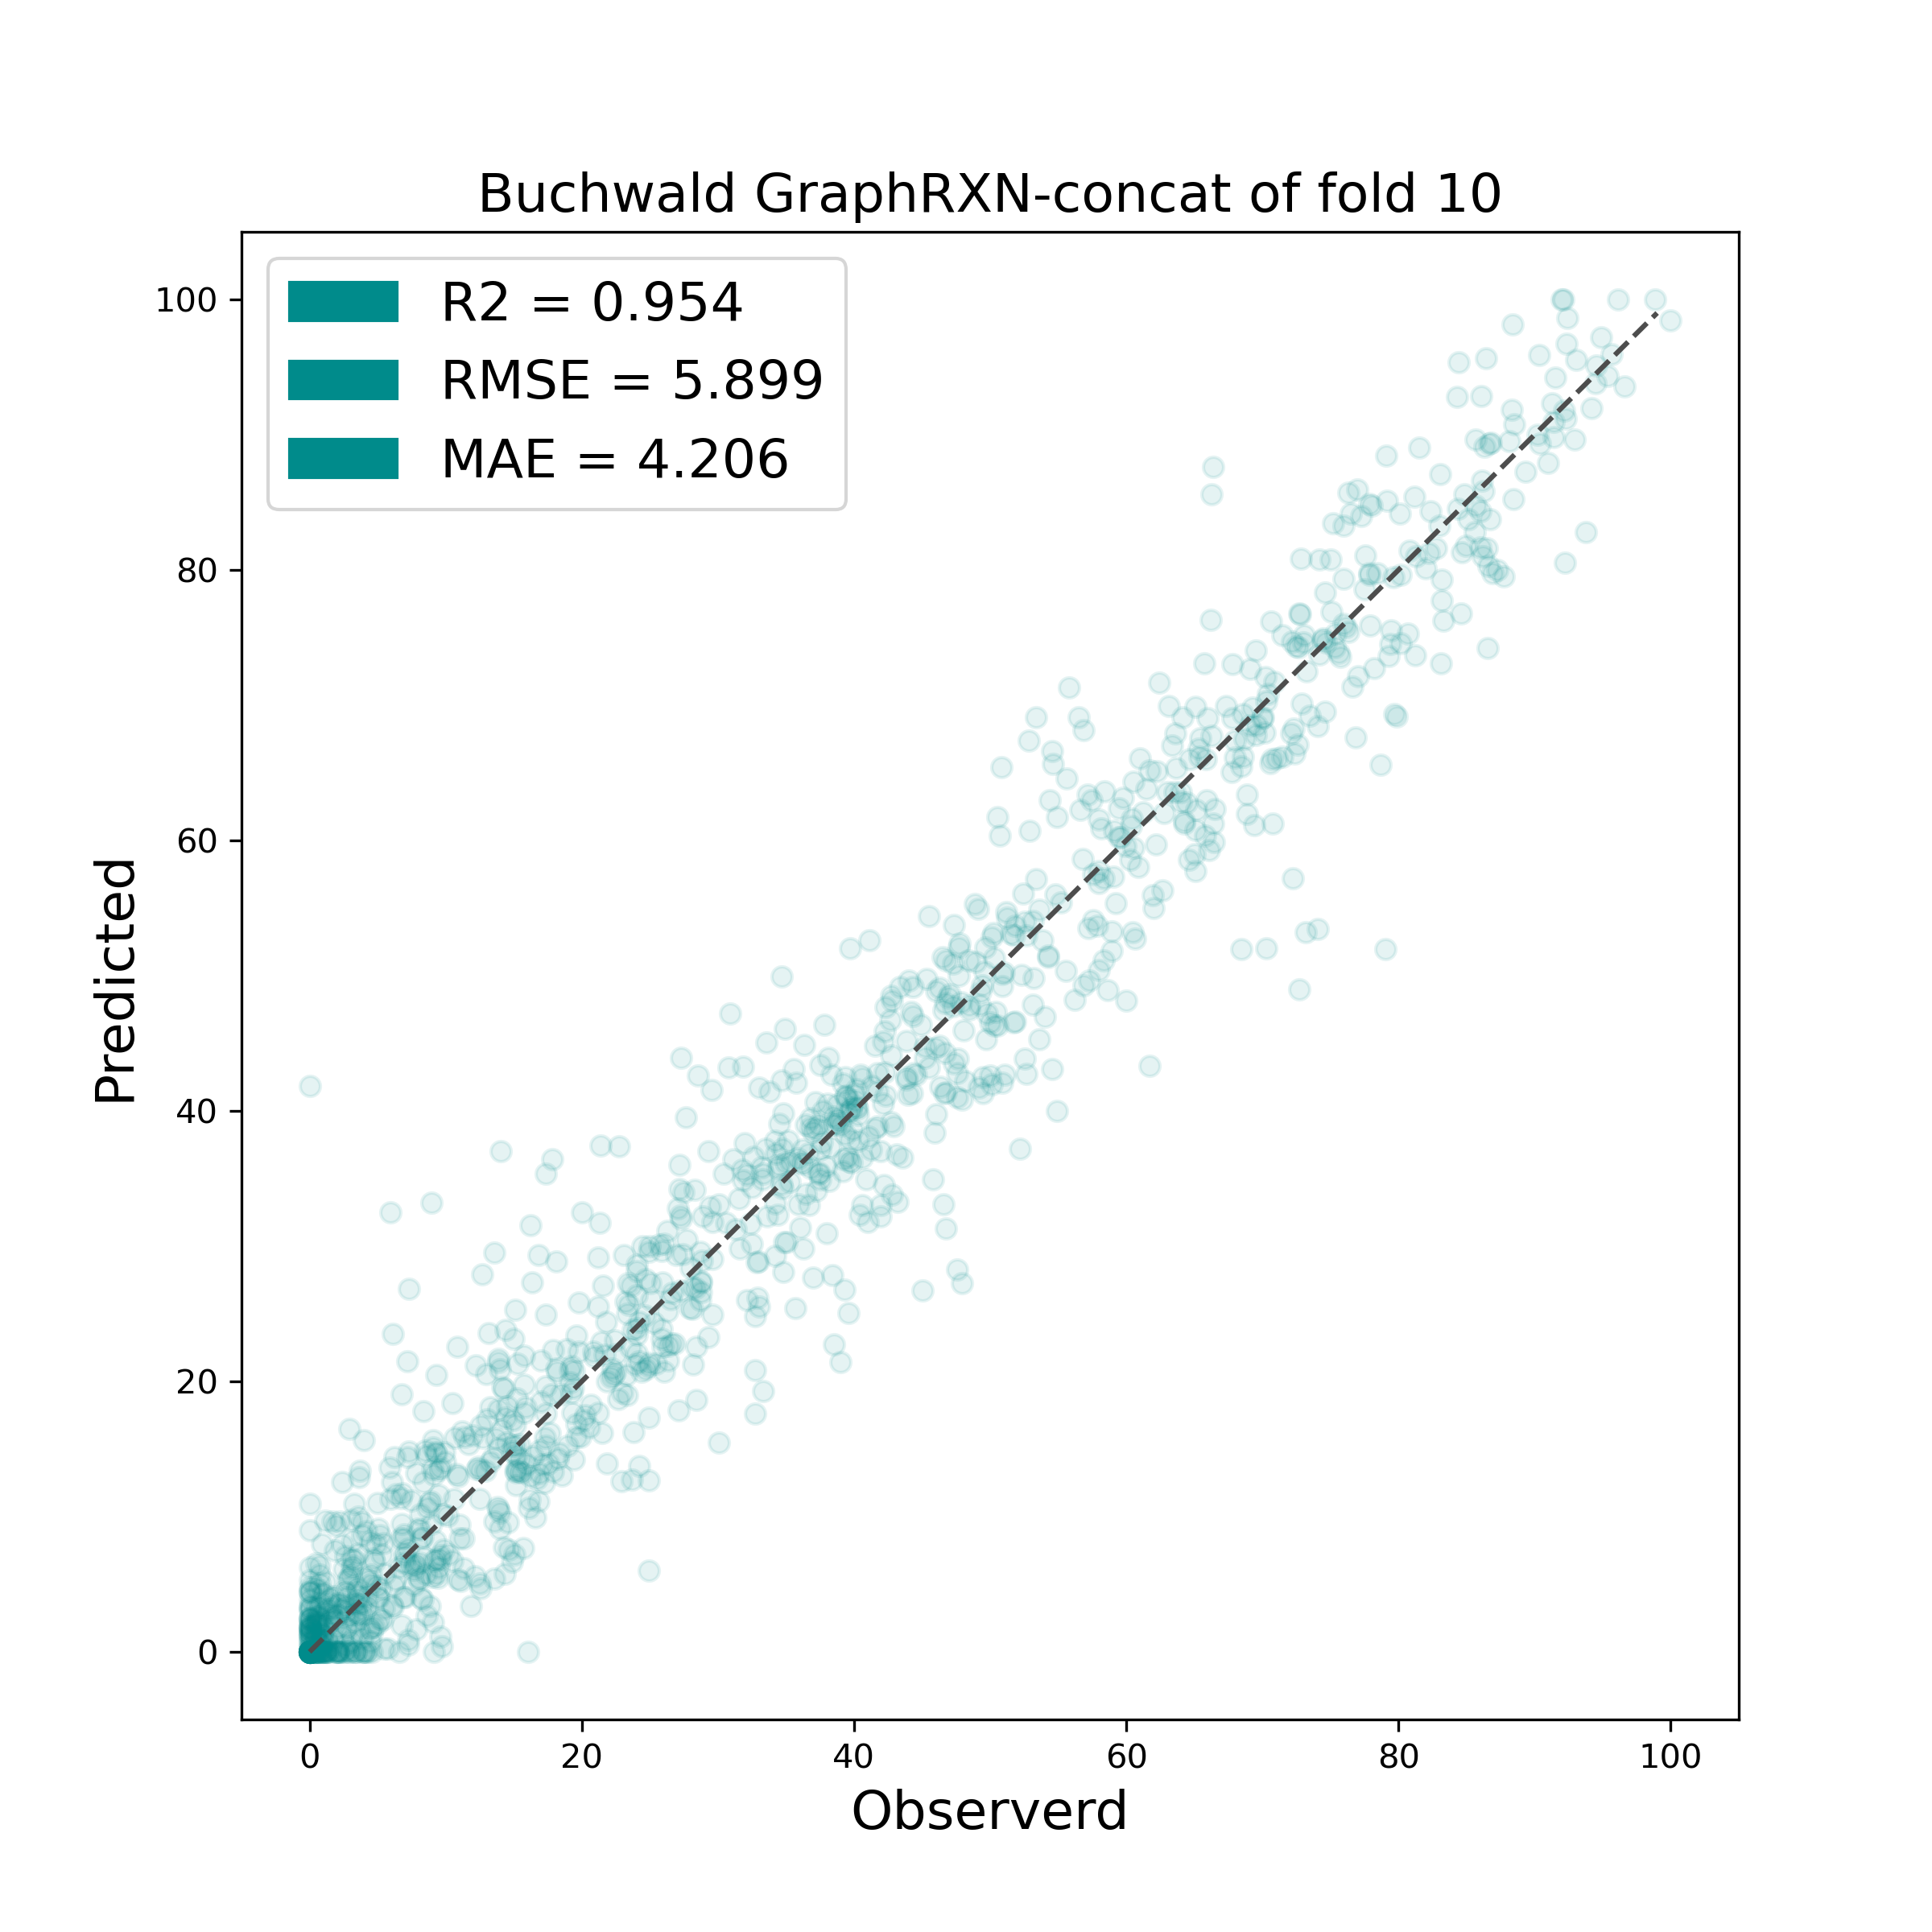 Buchwald GraphRXN-concat of fold 10
R2 = 0.954
RMSE = 5.899
MAE = 4.206
100
80
60
40
20
0
Predicted
0 20 40 60 80 100
Observerd